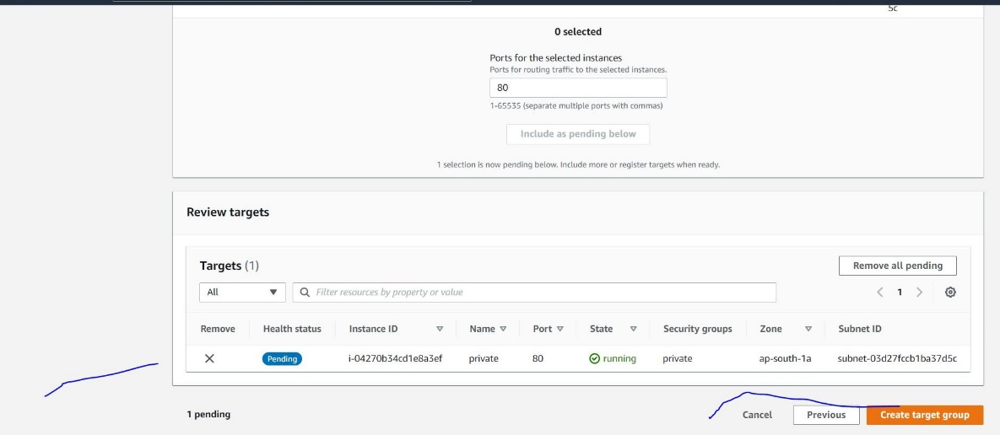 5c
0 selected
Ports for the selected instances
Ports for routing traffic to the selected instances.
80
1-65535 (separate multiple ports with commas)
Include as pending below
1 selection is now pending below. Include more or register targets when ready.
Review targets
Targets (1)
Remove all pending
All
Filter resources by property or value
1
Remove Health status Instance ID Name Port State Security groups Zone Subnet ID
Pending i-04270b34cd1e8a3ef private 80 running private ap-south-1a subnet-03d27fccb1ba37d5c
1 pending
Cancel Previous Create target group